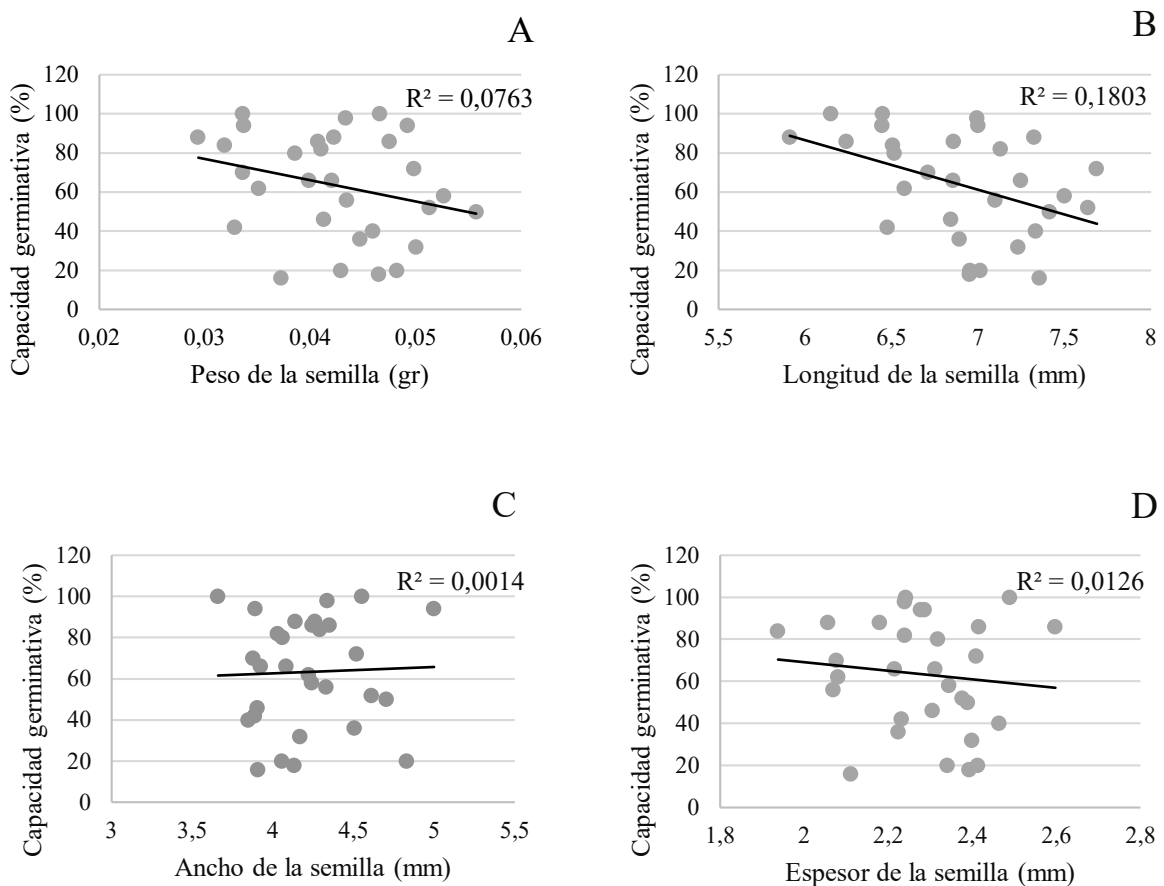 A
Capacidad germinativa (%)
120
100
80
60
40
20
0
R² = 0,0763
0,02 0,03 0,04 0,05 0,06
Peso de la semilla (gr)
B
Capacidad germinativa (%)
120
100
80
60
40
20
0
R² = 0,1803
5,5 6 6,5 7 7,5 8
Longitud de la semilla (mm)
C
Capacidad germinativa (%)
120
100
80
60
40
20
0
R² = 0,0014
3 3,5 4 4,5 5 5,5
Ancho de la semilla (mm)
D
Capacidad germinativa (%)
120
100
80
60
40
20
0
R² = 0,0126
1,8 2 2,2 2,4 2,6 2,8
Espesor de la semilla (mm)